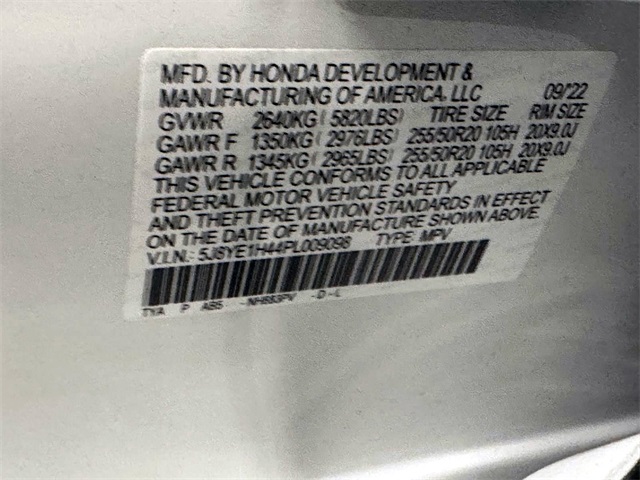 MFD. BY HONDA DEVELOPMENT &
MANUFACTURING OF AMERICA, LLC 09/22
GVWR 2640KG( 5820LBS) TIRE SIZE RIM SIZE
GAWR F 1350KG( 2976LBS) 255/50R20 105H 20X9.0J
GAWR R 1345KG( 2965LBS) 255/50R20 105H 20X9.0J
THIS VEHICLE CONFORMS TO ALL APPLICABLE
FEDERAL MOTOR VEHICLE SAFETY
AND THEFT PREVENTION STANDARDS IN EFFECT
ON THE DATE OF MANUFACTURE SHOWN ABOVE.
V.I.N.: 5J8YE1H44PL009098 TYPE: MPV
TYA P AB5 -NH883PV -D-L